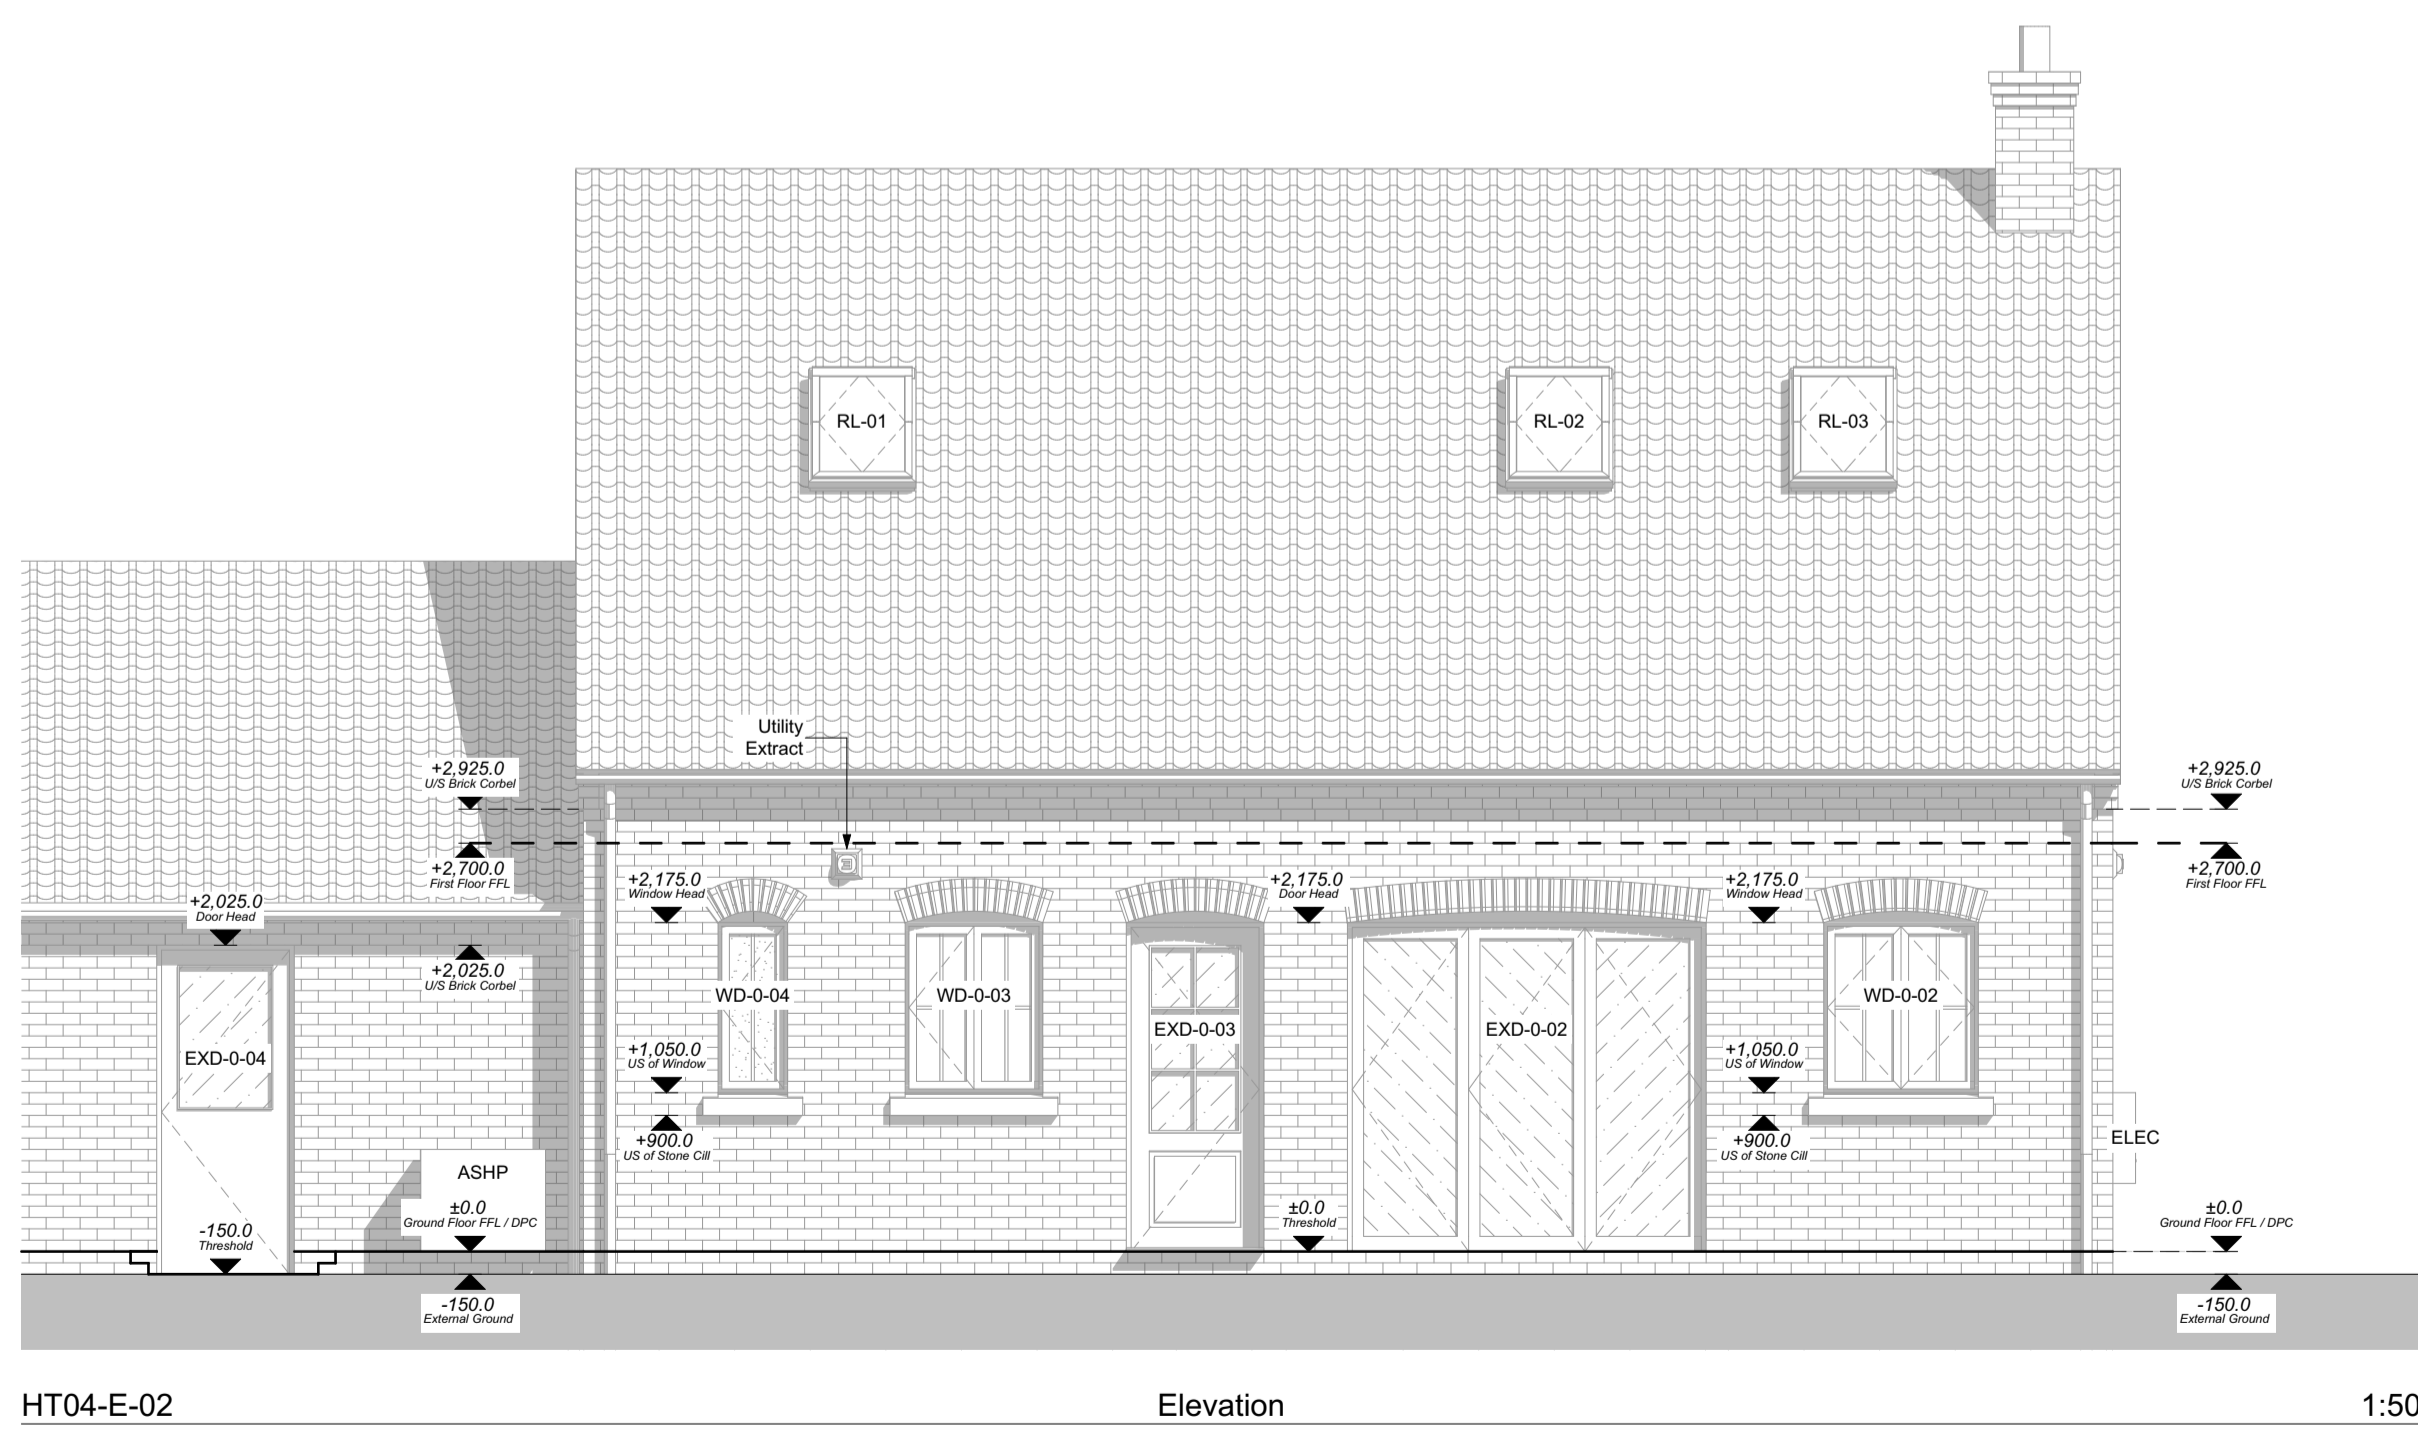 RL-01
RL-02
RL-03
Utility
Extract
+2,925.0
U/S Brick Corbel
+2,925.0
U/S Brick Corbel
+2,700.0
First Floor FFL
+2,700.0
First Floor FFL
+2,025.0
Door Head
+2,175.0
Window Head
+2,175.0
Door Head
+2,175.0
Window Head
+2,025.0
U/S Brick Corbel
WD-0-04
WD-0-03
WD-0-02
EXD-0-03
EXD-0-02
EXD-0-04
+1,050.0
US of Window
+1,050.0
US of Window
+900.0
US of Stone Cill
+900.0
US of Stone Cill
ELEC
ASHP
±0.0
Ground Floor FFL / DPC
±0.0
Threshold
±0.0
Ground Floor FFL / DPC
-150.0
Threshold
-150.0
External Ground
-150.0
External Ground
HT04-E-02
Elevation
1:50